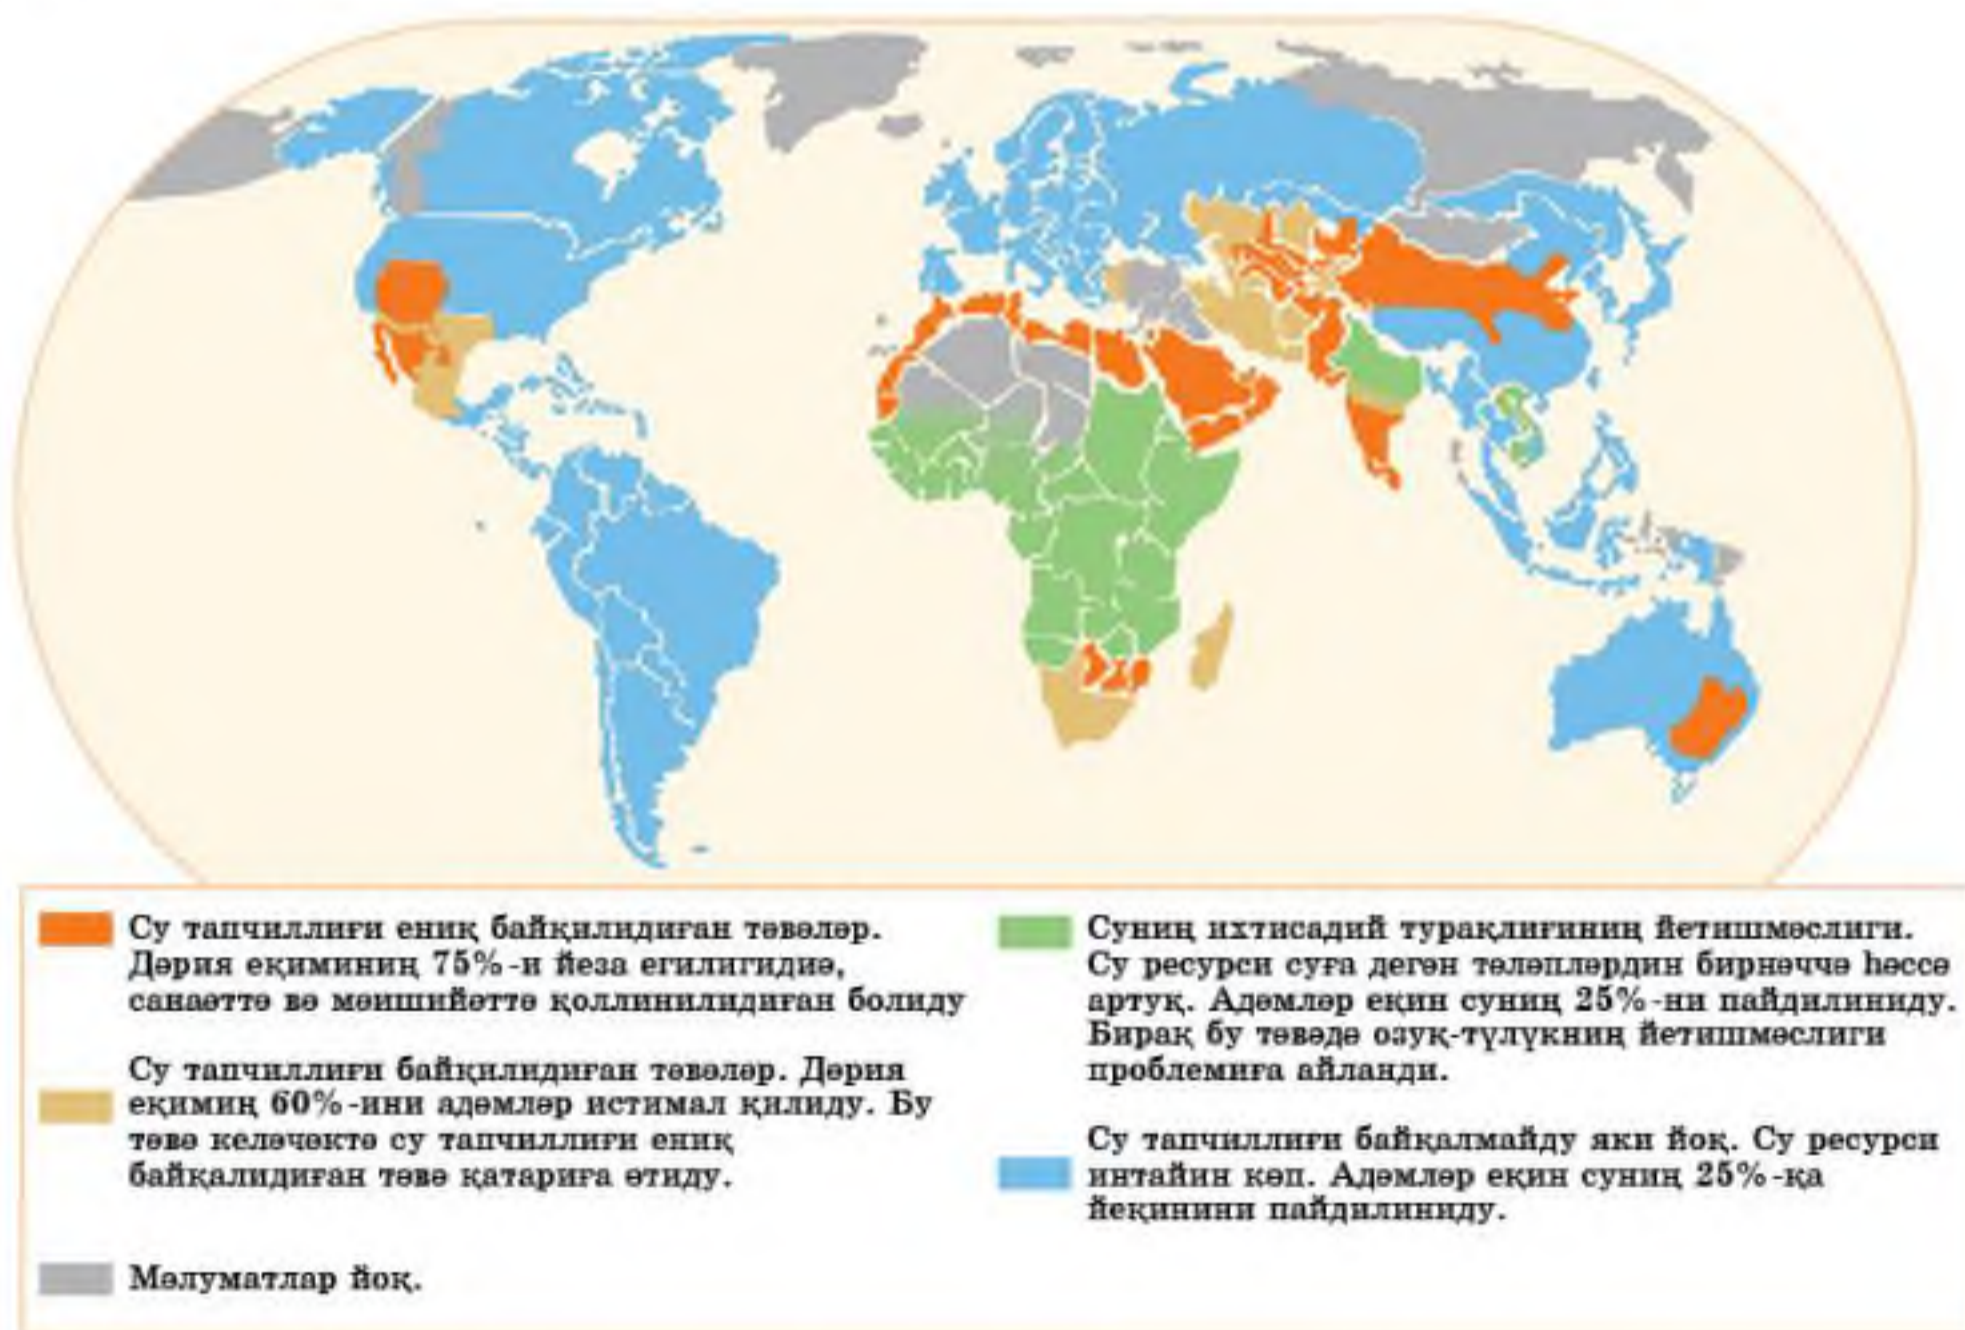 Су тапчиллиғи ениқ байқилидиған тәвәләр.
Дәрия еқиминиң 75%-и йеза егилигидиә,
санаәттә вә мәишийәттә қоллинилидиған болиду
Су тапчиллиғи байқилидиған тәвәләр. Дәрия
еқимиң 60%-ини адәмләр истимал қилиду. Бу
тәвә келәчәктә су тапчиллиғи ениқ
байқалидиған тәвә қатариға өтиду.
Мәлуматлар йоқ.
Суниң ихтисадий турақлиғиниң йетишмәслиги.
Су ресурси суға дегән тәләпләрдин бирнәччә һәссә
артуқ. Адәмләр еқин суниң 25%-ни пайдилиниду.
Бирақ бу тәвәдә озуқ-түлүкниң йетишмәслиги
проблемиға айланди.
Су тапчиллиғи байқалмайду яки йоқ. Су ресурси
интайин көп. Адәмләр еқин суниң 25%-қа
йеқинини пайдилиниду.